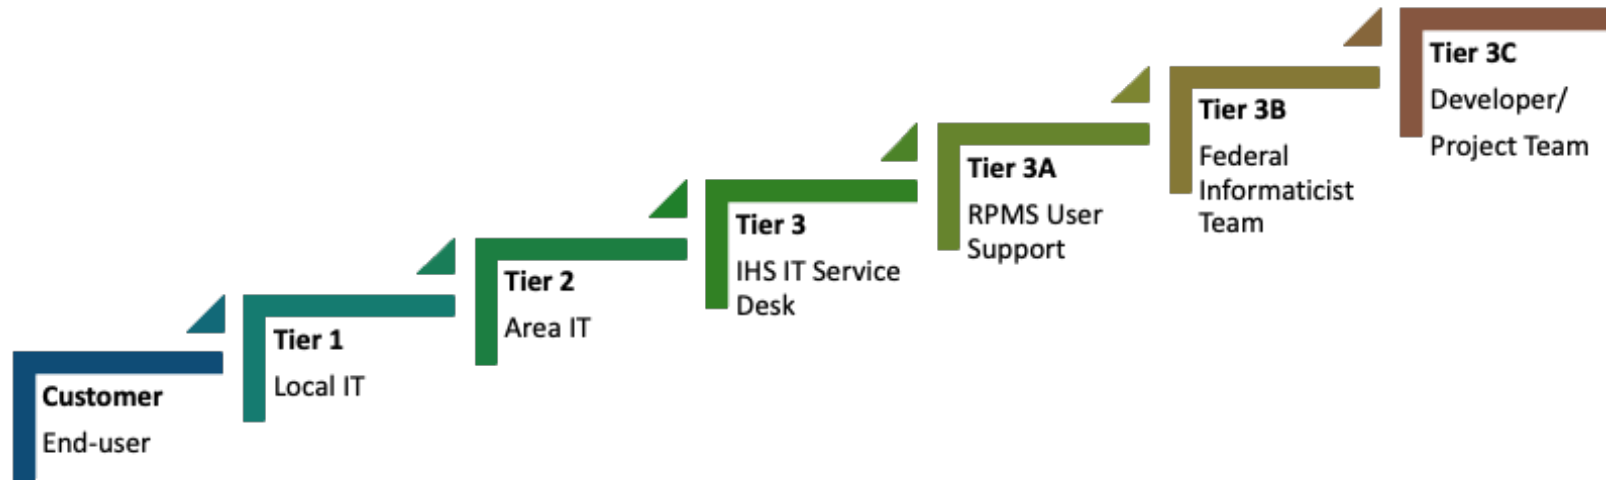 Customer
End-user
Tier 1
Local IT
Tier 2
Area IT
Tier 3
IHS IT Service
Desk
Tier 3A
RPMS User
Support
Tier 3B
Federal
Informaticist
Team
Tier 3C
Developer/
Project Team